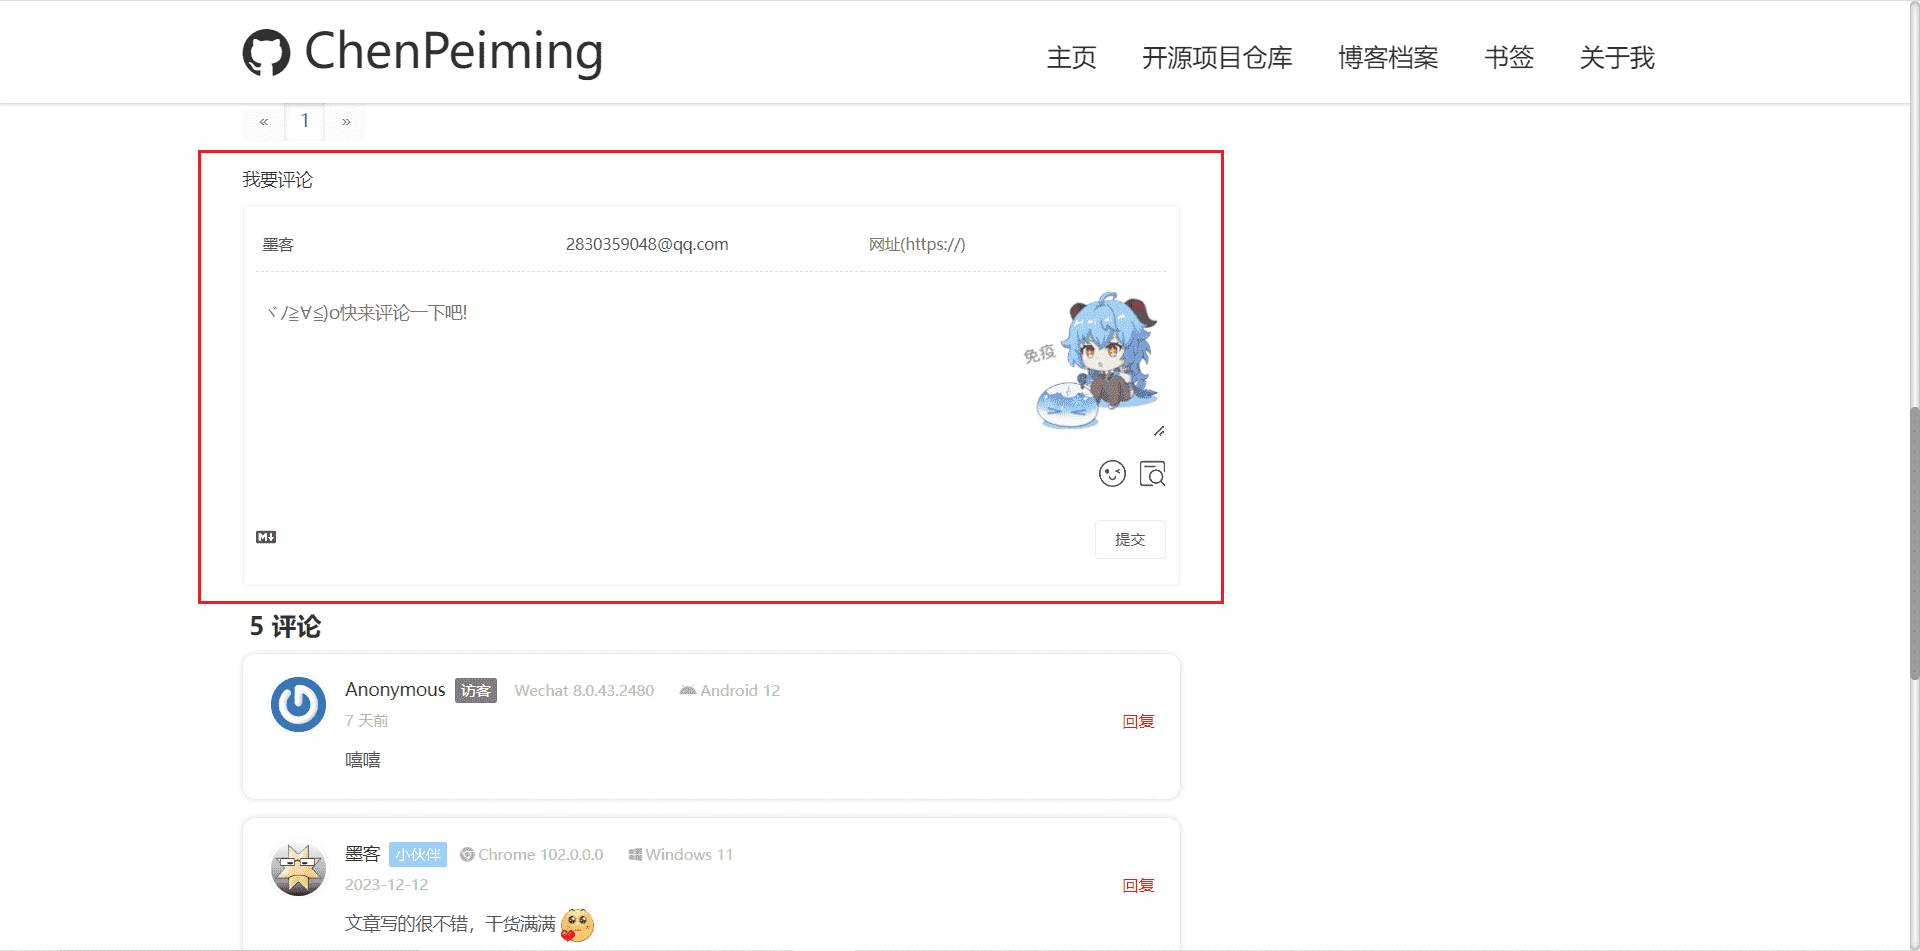 ChenPeiming
主页 开源项目仓库 博客档案 书签 关于我
« 1 »
我要评论
墨客 2830359048@qq.com 网址(https://)
ヾﾉ≧∀≦)o快来评论一下吧!
免疫
M↓
提交
5 评论
Anonymous 访客 Wechat 8.0.43.2480 Android 12
7 天前
回复
嘻嘻
墨客 小伙伴 Chrome 102.0.0.0 Windows 11
2023-12-12
回复
文章写的很不错，干货满满